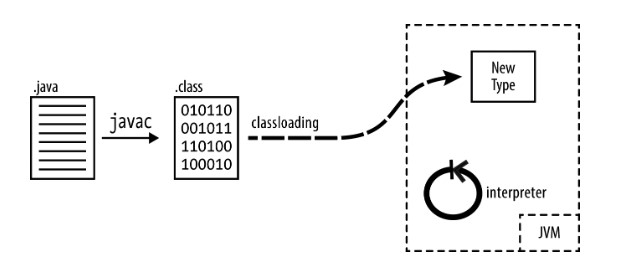 .java
javac
.class
010110
001011
110100
100010
classloading
New
Type
interpreter
JVM